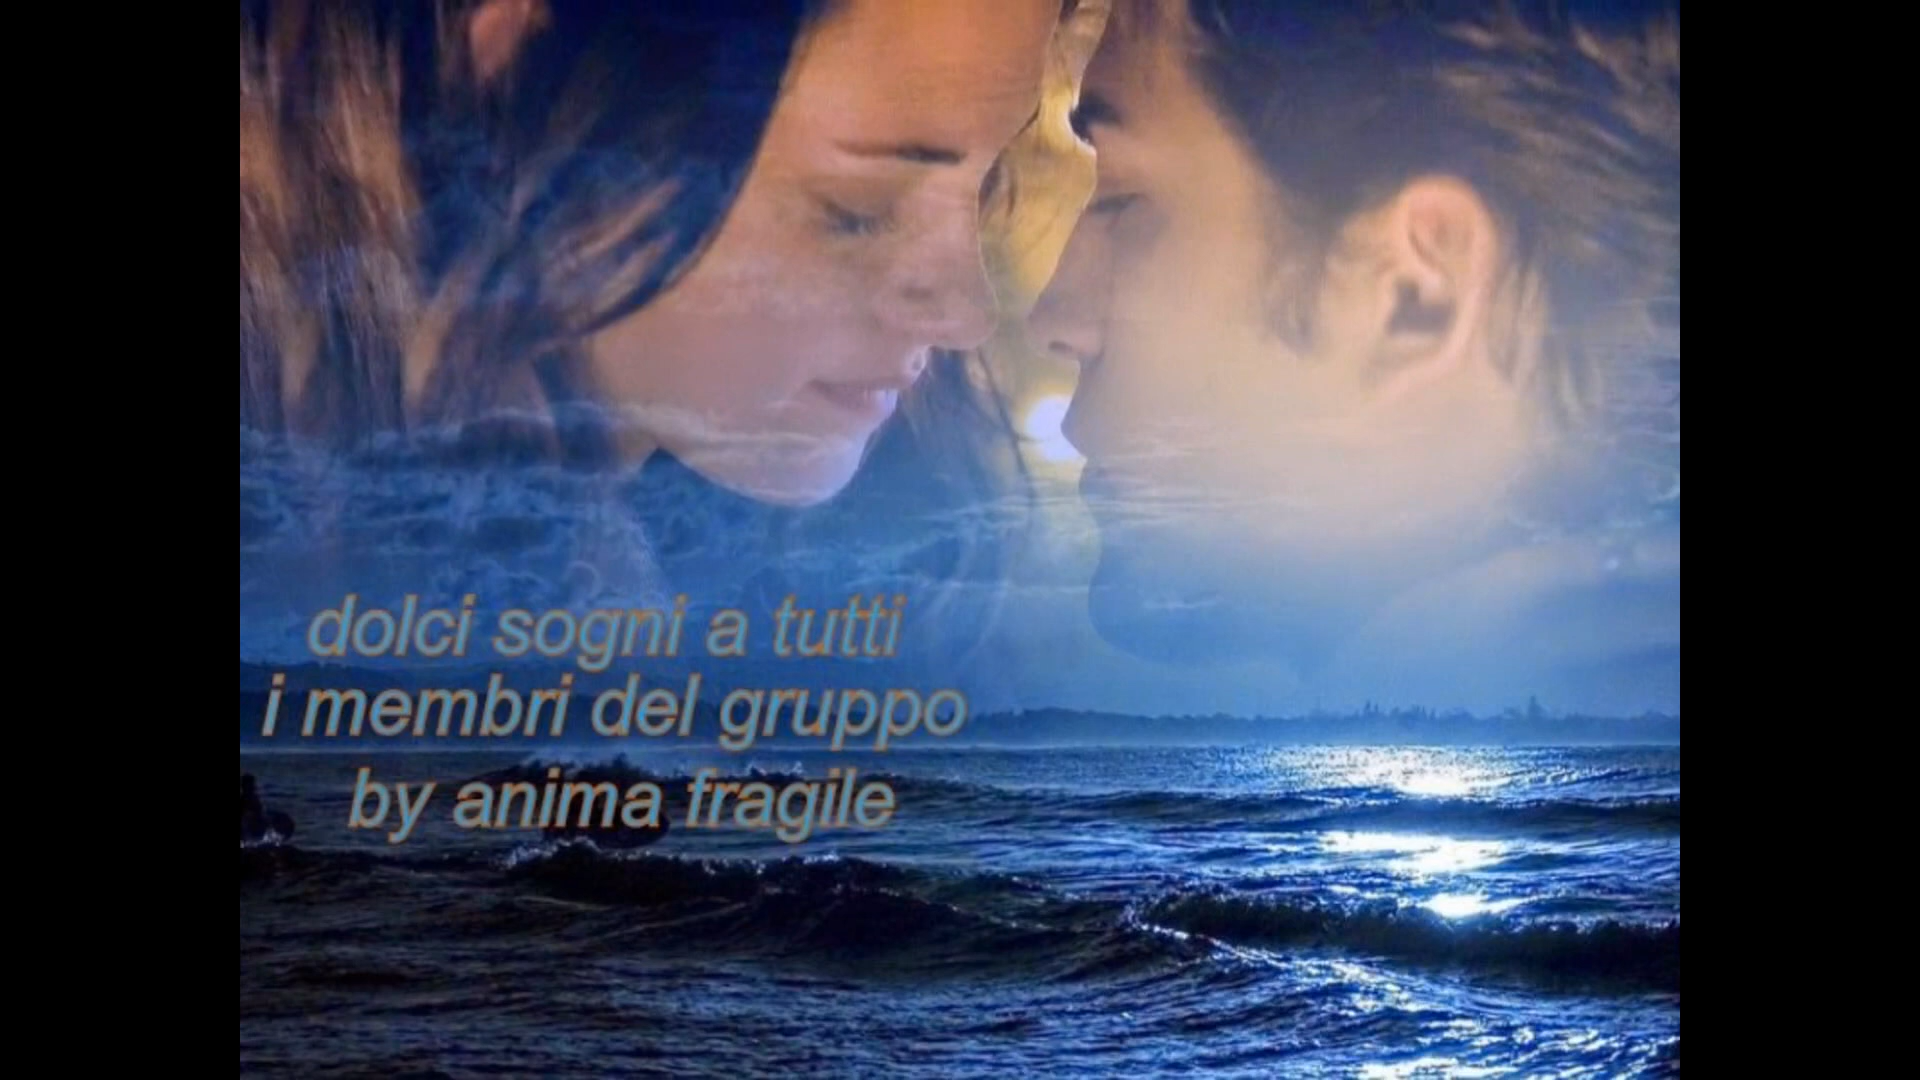 dolci sogni a tutti
i membri del gruppo
by anima fragile